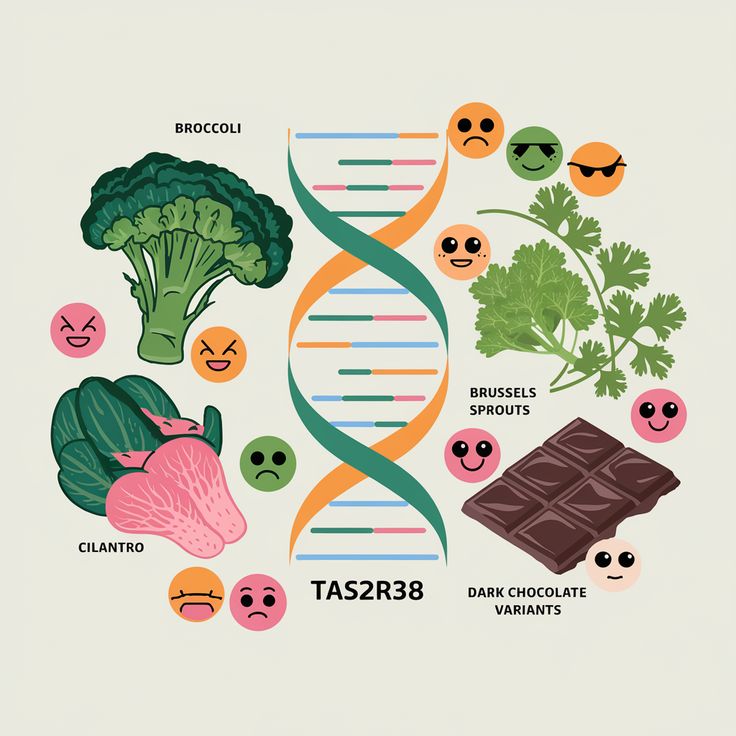 BROCCOLI
BRUSSELS
SPROUTS
CILANTRO
TAS2R38
DARK CHOCOLATE
VARIANTS